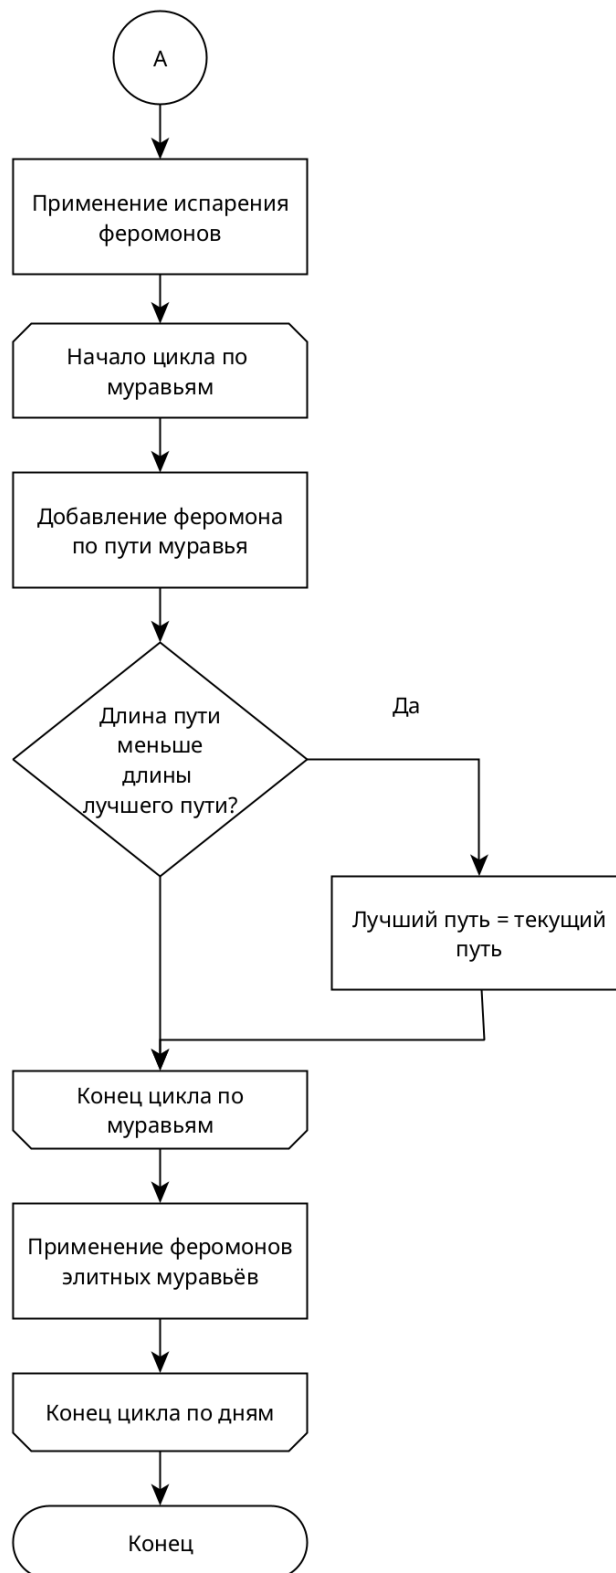 А
Применение испарения
феромонов
Начало цикла по
муравьям
Добавление феромона
по пути муравья
Длина пути
меньше
длины
лучшего пути?
Да
Лучший путь = текущий
путь
Конец цикла по
муравьям
Применение феромонов
элитных муравьёв
Конец цикла по дням
Конец